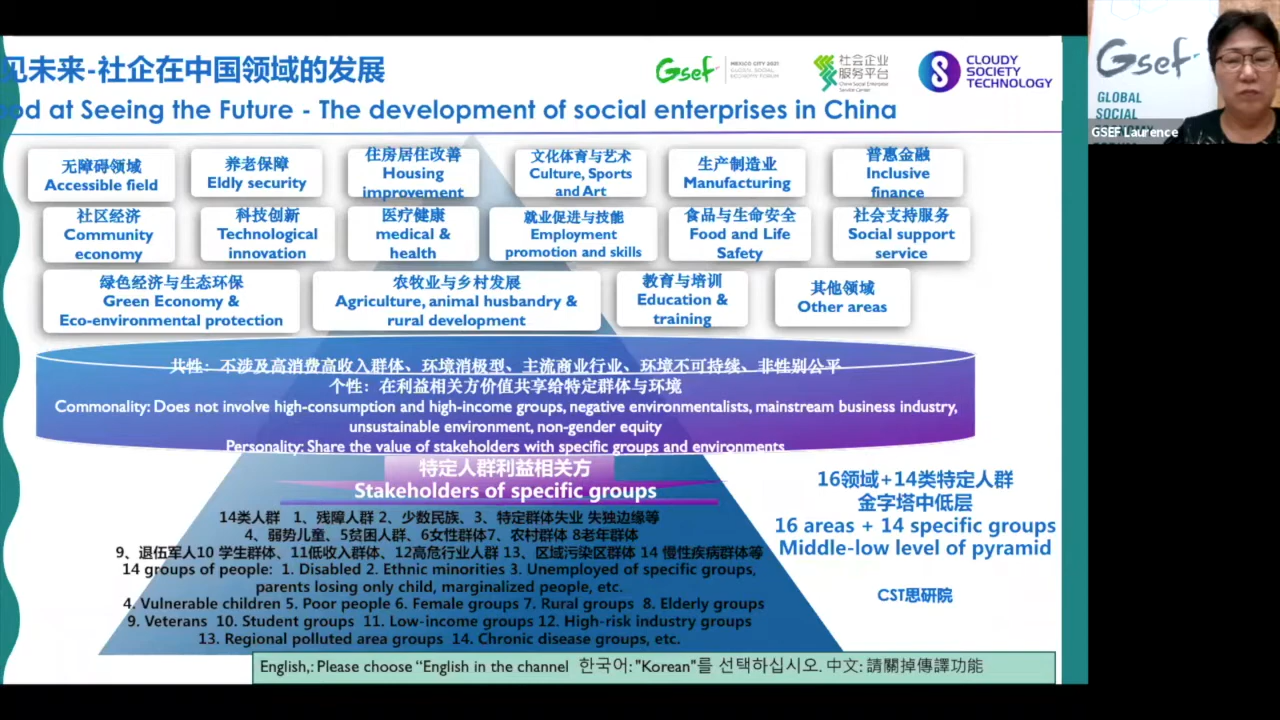 见未来-社企在中国领域的发展
od at Seeing the Future - The development of social enterprises in China
Gsef
MEXICO CITY 2021
GLOBAL SOCIAL
ECONOMY FORUM
社会企业
服务平台
China Social Enterprise
Service Center
CLOUDY
SOCIETY
TECHNOLOGY
Gsef
GLOBAL
SOCIAL
GSEF Laurence
无障碍领域
Accessible field
养老保障
Eldly security
住房居住改善
Housing
improvement
文化体育与艺术
Culture, Sports
and Art
生产制造业
Manufacturing
普惠金融
Inclusive
finance
社区经济
Community
economy
科技创新
Technological
innovation
医疗健康
medical &
health
就业促进与技能
Employment
promotion and skills
食品与生命安全
Food and Life
Safety
社会支持服务
Social support
service
绿色经济与生态环保
Green Economy &
Eco-environmental protection
农牧业与乡村发展
Agriculture, animal husbandry &
rural development
教育与培训
Education &
training
其他领域
Other areas
共性：不涉及高消费高收入群体、环境消极型、主流商业行业、环境不可持续、非性别公平
个性：在利益相关方价值共享给特定群体与环境
Commonality: Does not involve high-consumption and high-income groups, negative environmentalists, mainstream business industry,
unsustainable environment, non-gender equity
Personality: Share the value of stakeholders with specific groups and environments
特定人群利益相关方
Stakeholders of specific groups
14类人群 1、残障人群 2、少数民族、3、特定群体失业 失独边缘等
4、弱势儿童、5贫困人群、6女性群体7、农村群体 8老年群体
9、退伍军人10 学生群体、11低收入群体、12高危行业人群 13、区域污染区群体 14 慢性疾病群体等
14 groups of people: 1. Disabled 2. Ethnic minorities 3. Unemployed of specific groups,
parents losing only child, marginalized people, etc.
4. Vulnerable children 5. Poor people 6. Female groups 7. Rural groups 8. Elderly groups
9. Veterans 10. Student groups 11. Low-income groups 12. High-risk industry groups
13. Regional polluted area groups 14. Chronic disease groups, etc.
16领域+14类特定人群
金字塔中低层
16 areas + 14 specific groups
Middle-low level of pyramid
CST思研院
English,: Please choose “English in the channel 한국어: "Korean"를 선택하십시오. 中文: 請關掉傳譯功能